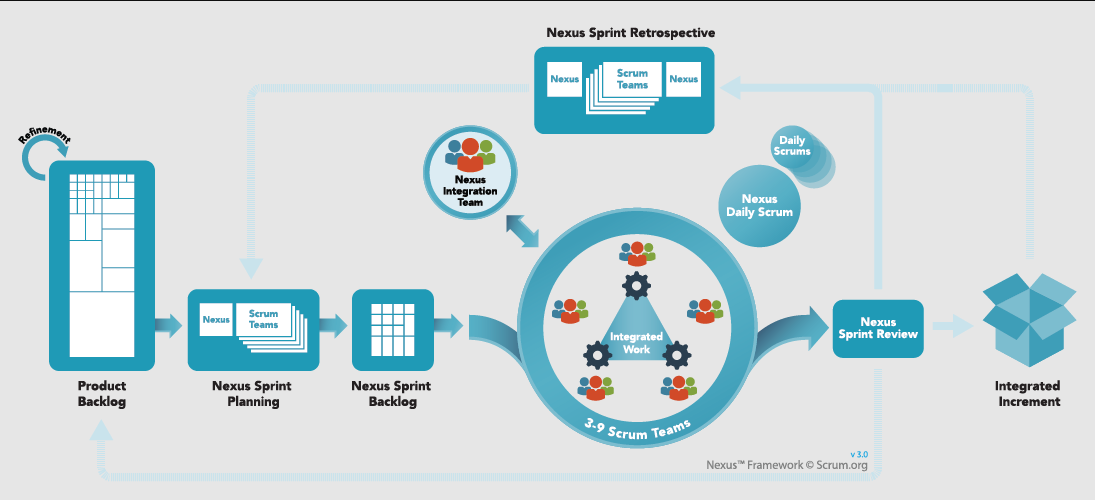 Nexus Sprint Retrospective
Nexus
Scrum
Teams
Nexus
Refinement
Nexus
Integration
Team
Daily
Scrums
Nexus
Daily Scrum
Nexus
Scrum
Teams
Integrated
Work
Nexus
Sprint Review
Product
Backlog
Nexus Sprint
Planning
Nexus Sprint
Backlog
3-9 Scrum Teams
Integrated
Increment
v 3.0
Nexus™ Framework © Scrum.org